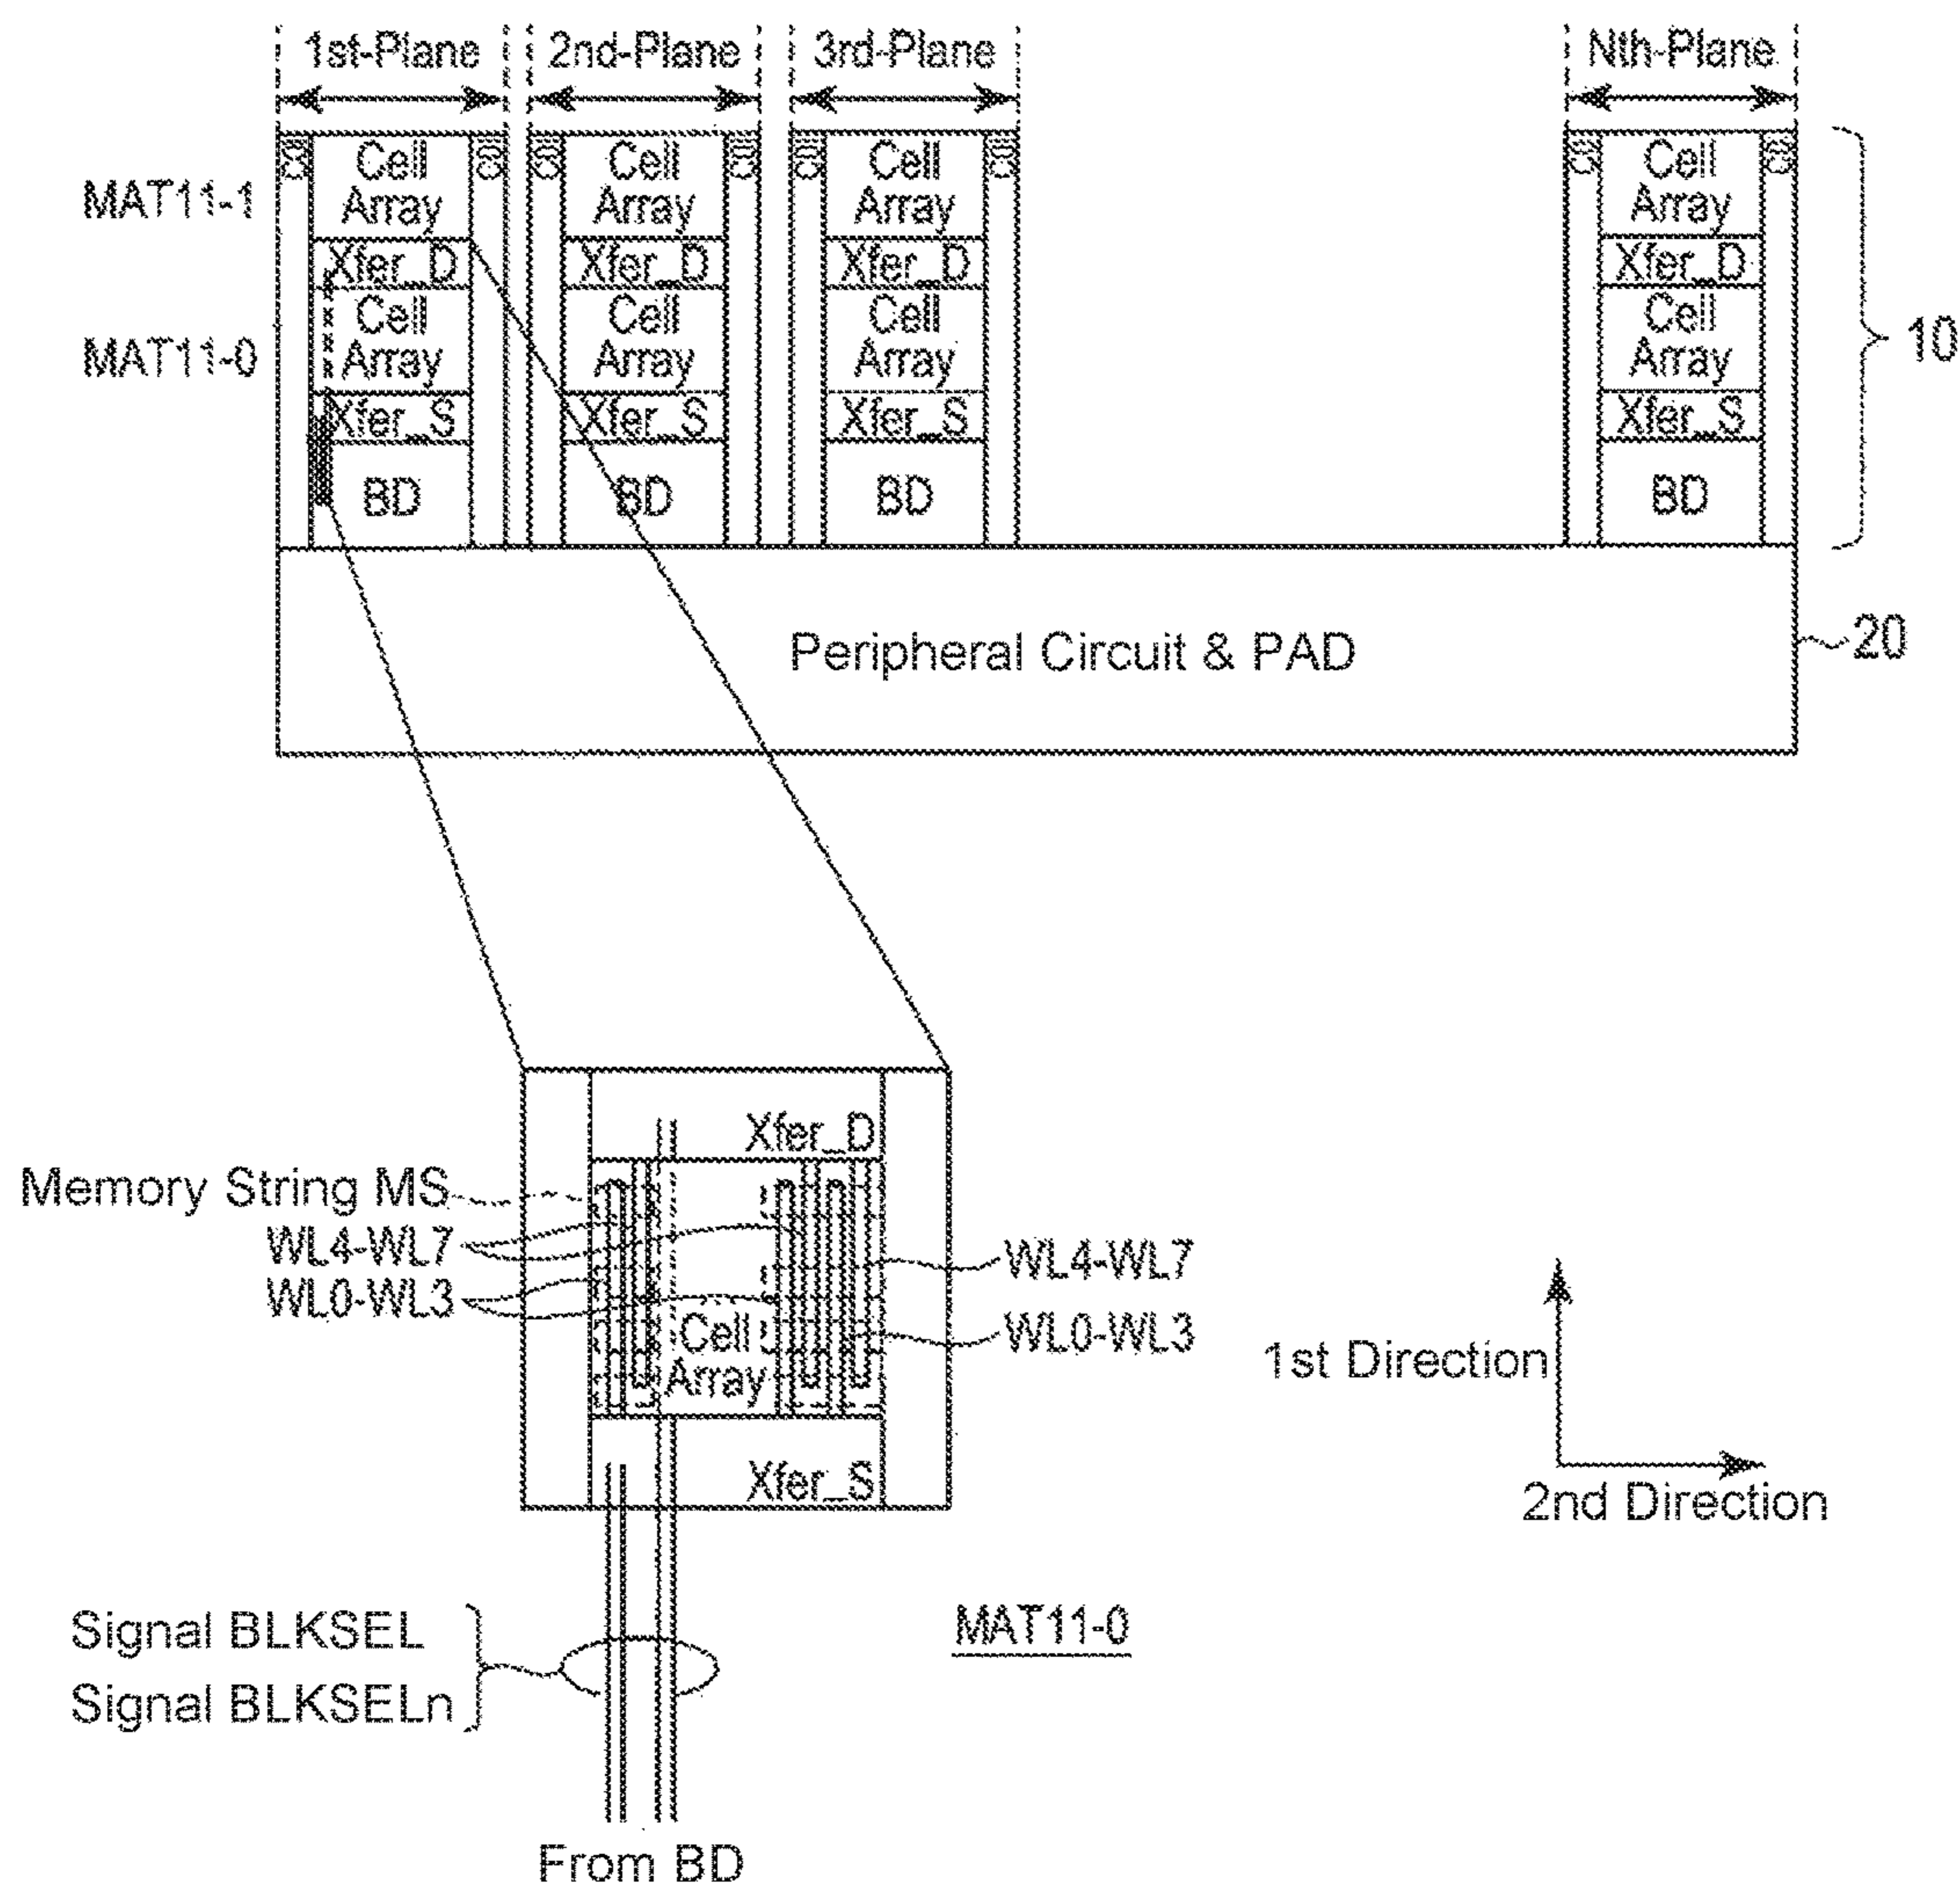 1st-Plane 2nd-Plane 3rd-Plane Nth-Plane
MAT11-1
Cell Array Cell Array Cell Array Cell Array
Xfer_D Xfer_D Xfer_D Xfer_D
MAT11-0
Cell Array Cell Array Cell Array Cell Array
10
Xfer_S Xfer_S Xfer_S Xfer_S
BD BD BD BD
Peripheral Circuit & PAD
20
Xfer_D
Memory String MS
WL4-WL7
WL0-WL3
WL4-WL7
WL0-WL3
Cell
Array
Xfer_S
1st Direction
2nd Direction
Signal BLKSEL
Signal BLKSELn
MAT11-0
From BD